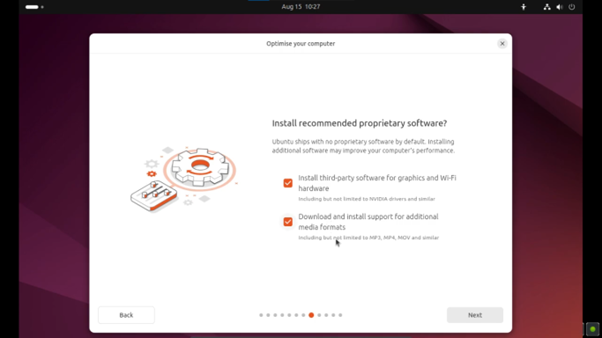 Aug 15 10:27
Optimise your computer
Install recommended proprietary software?
Ubuntu ships with no proprietary software by default. Installing
additional software may improve your computer's performance.
Install third-party software for graphics and Wi-Fi
hardware
Including but not limited to NVIDIA drivers and similar
Download and install support for additional
media formats
Including but not limited to MP3, MP4, MOV and similar
Back
Next